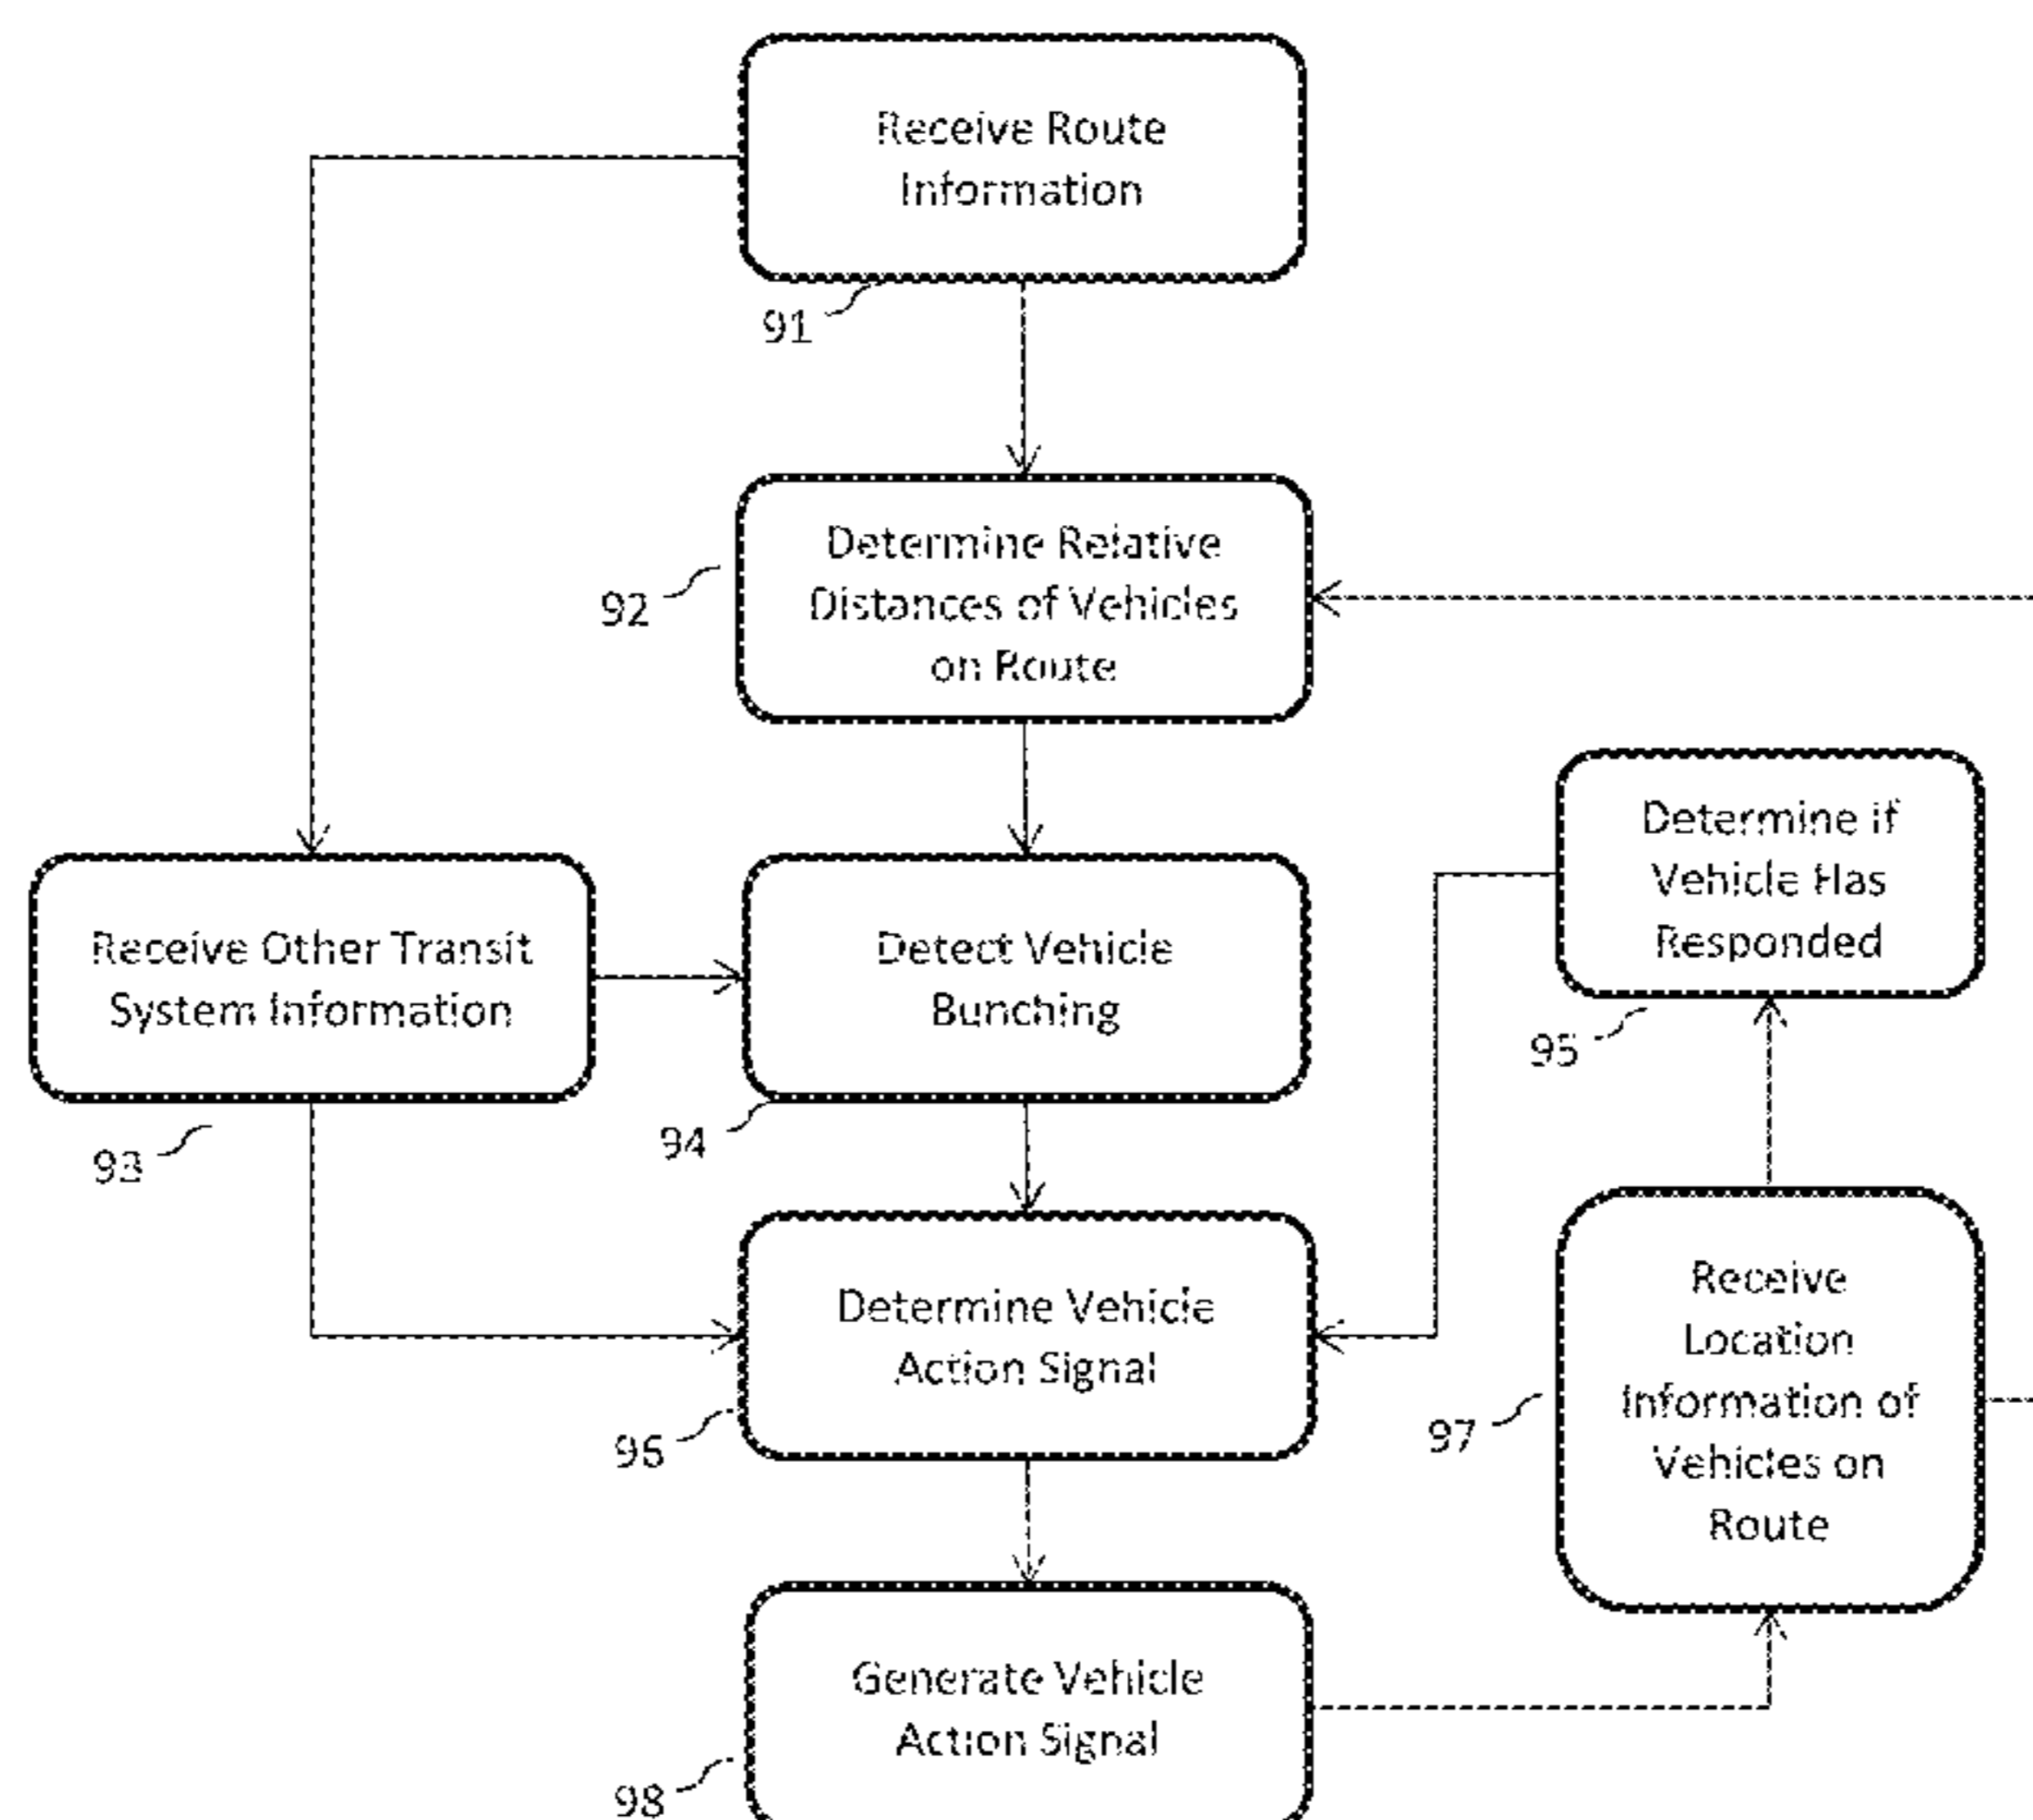 Receive Route
Information
91
Determine Relative
Distances of Vehicles
on Route
92
Determine if
Vehicle Has
Responded
95
Receive Other Transit
System Information
93
Detect Vehicle
Bunching
94
Determine Vehicle
Action Signal
96
Receive
Location
Information of
Vehicles on
Route
97
Generate Vehicle
Action Signal
98